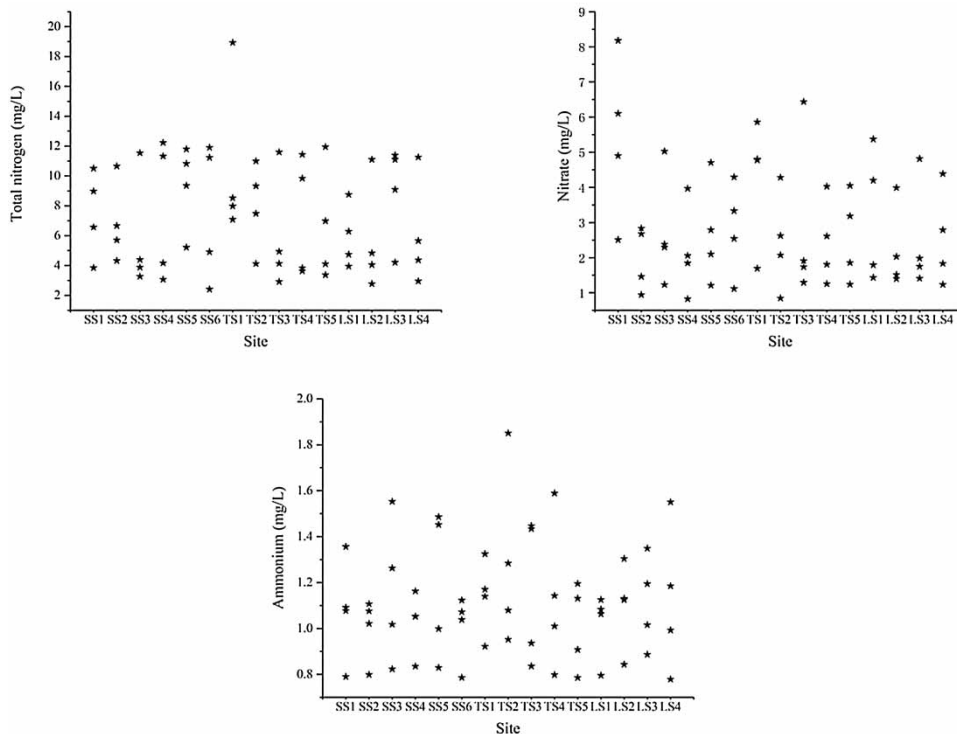 Total nitrogen (mg/L)
20
18
16
14
12
10
8
6
4
2
SS1 SS2 SS3 SS4 SS5 SS6 TS1 TS2 TS3 TS4 TS5 LS1 LS2 LS3 LS4
Site
Nitrate (mg/L)
9
8
7
6
5
4
3
2
1
SS1 SS2 SS3 SS4 SS5 SS6 TS1 TS2 TS3 TS4 TS5 LS1 LS2 LS3 LS4
Site
Ammonium (mg/L)
2.0
1.8
1.6
1.4
1.2
1.0
0.8
SS1 SS2 SS3 SS4 SS5 SS6 TS1 TS2 TS3 TS4 TS5 LS1 LS2 LS3 LS4
Site